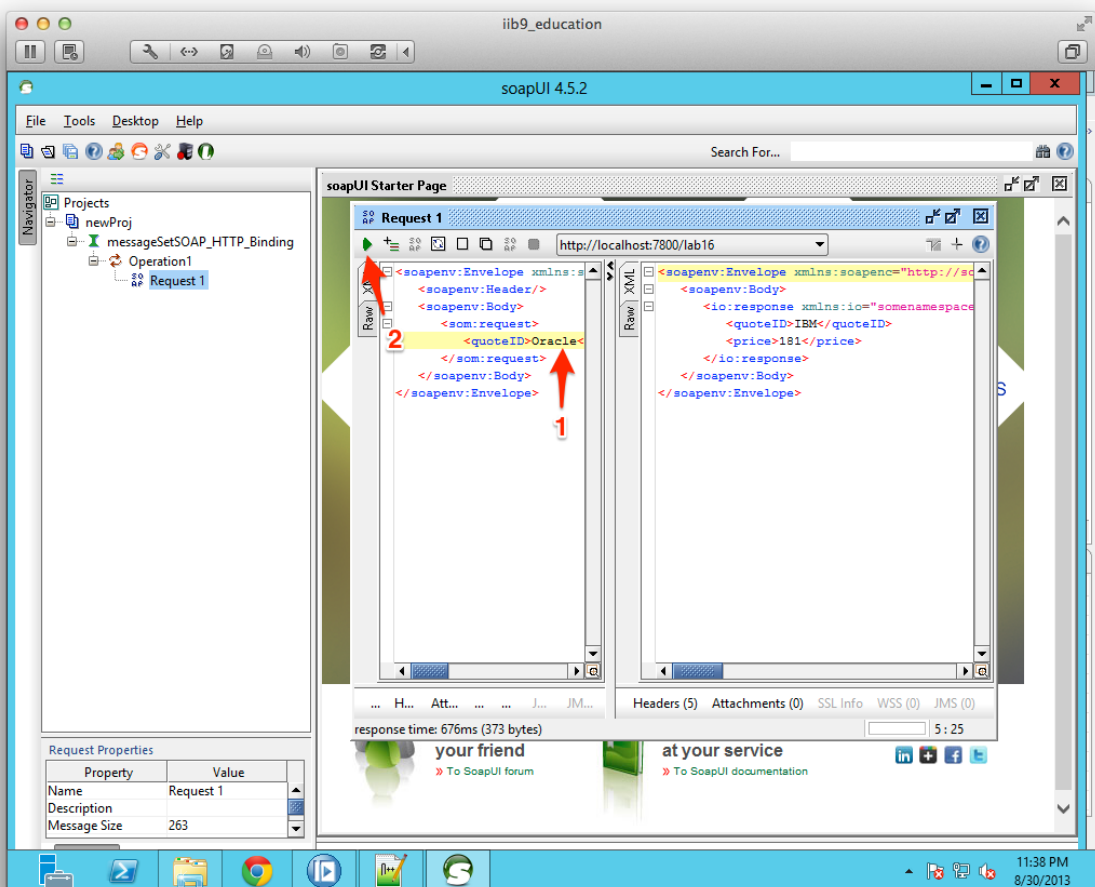 iib9_education
soapUI 4.5.2
File Tools Desktop Help
Search For...
Navigator
Projects
newProj
messageSetSOAP_HTTP_Binding
Operation1
Request 1
soapUI Starter Page
Request 1
http://localhost:7800/lab16
XML
Raw
<soapenv:Envelope xmlns:s
<soapenv:Header/>
<soapenv:Body>
<som:request>
<quoteID>Oracle<
</som:request>
</soapenv:Body>
</soapenv:Envelope>
2
1
XML
Raw
<soapenv:Envelope xmlns:soapenc="http://sc
<soapenv:Body>
<io:response xmlns:io="somenamespace
<quoteID>IBM</quoteID>
<price>181</price>
</io:response>
</soapenv:Body>
</soapenv:Envelope>
S
... H... Att... ... ... J... JM...
Headers (5) Attachments (0) SSL Info WSS (0) JMS (0)
response time: 676ms (373 bytes)
5 : 25
your friend
» To SoapUI forum
at your service
» To SoapUI documentation
Request Properties
Property Value
Name Request 1
Description
Message Size 263
11:38 PM
8/30/2013